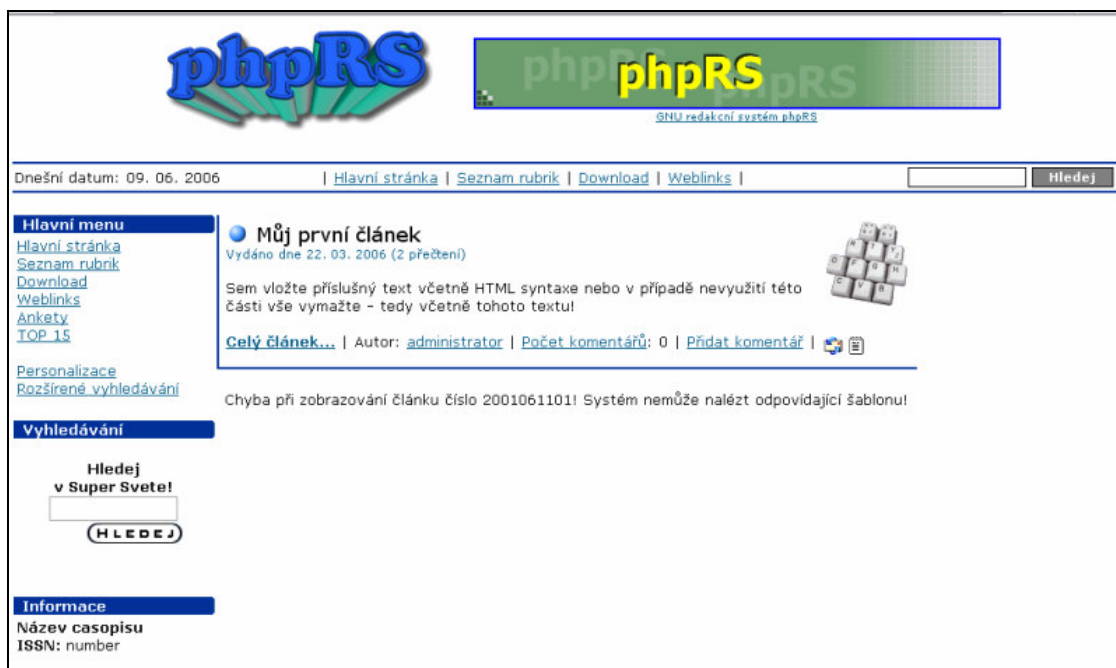 phpRS
phpRS phpRS phpRS
GNU redakcní systém phpRS
Dnešní datum: 09. 06. 2006 | Hlavní stránka | Seznam rubrik | Download | Weblinks | Hledej
Hlavní menu
Hlavní stránka
Seznam rubrik
Download
Weblinks
Ankety
TOP 15
Personalizace
Rozšírené vyhledávání
Vyhledávání
Hledej
v Super Svete!
HLEDEJ
Informace
Název casopisu
ISSN: number
Můj první článek
Vydáno dne 22. 03. 2006 (2 přečtení)
Sem vložte příslušný text včetně HTML syntaxe nebo v případě nevyužití této
části vše vymažte – tedy včetně tohoto textu!
Celý článek... | Autor: administrator | Počet komentářů: 0 | Přidat komentář |
Chyba při zobrazování článku číslo 2001061101! Systém nemůže nalézt odpovídající šablonu!